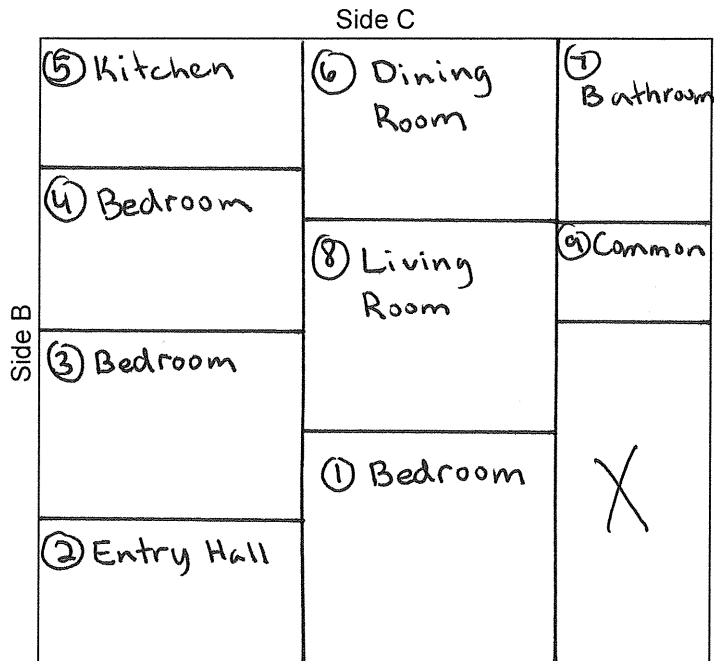 Side C
⑤ Kitchen
⑥ Dining
Room
⑦
Bathroom
④ Bedroom
⑧ Living
Room
⑨ Common
Side B
③ Bedroom
① Bedroom
X
② Entry Hall